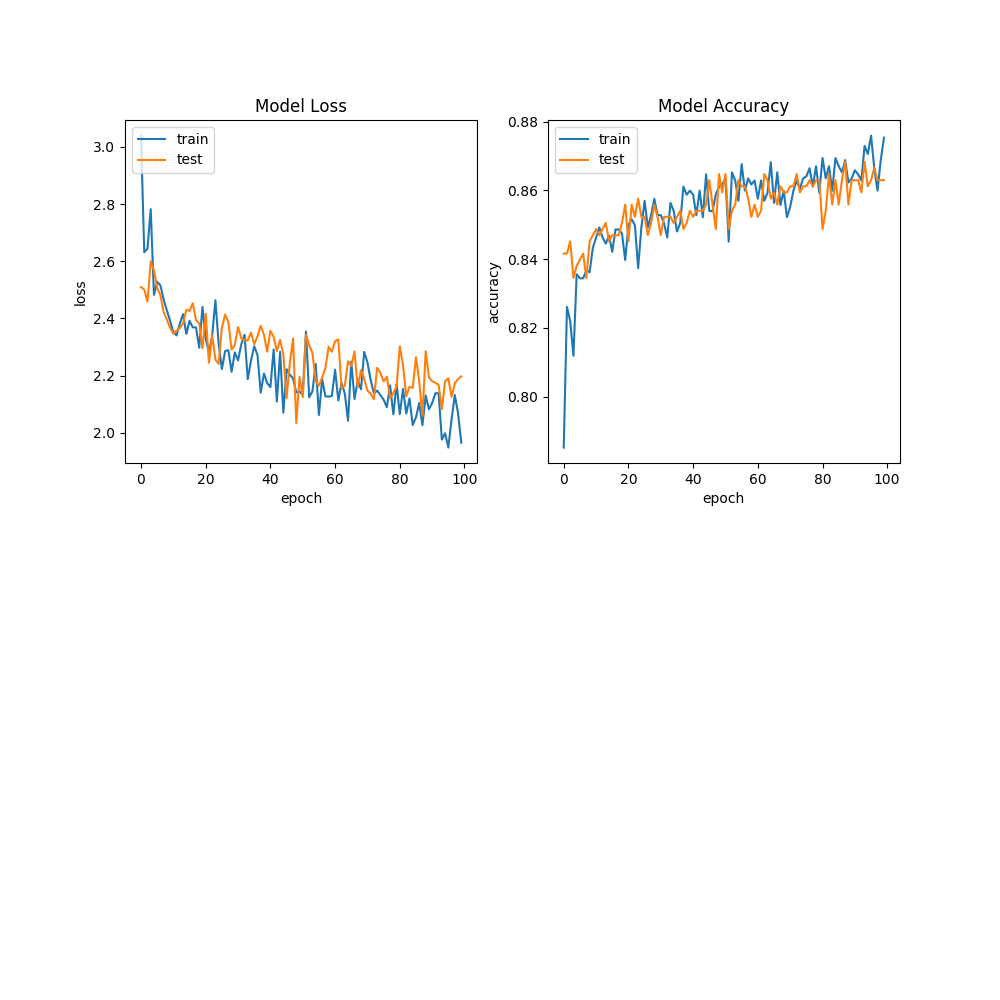 Model Loss
train
test
3.0
2.8
2.6
2.4
2.2
2.0
loss
0 20 40 60 80 100
epoch
Model Accuracy
train
test
0.88
0.86
0.84
0.82
0.80
accuracy
0 20 40 60 80 100
epoch